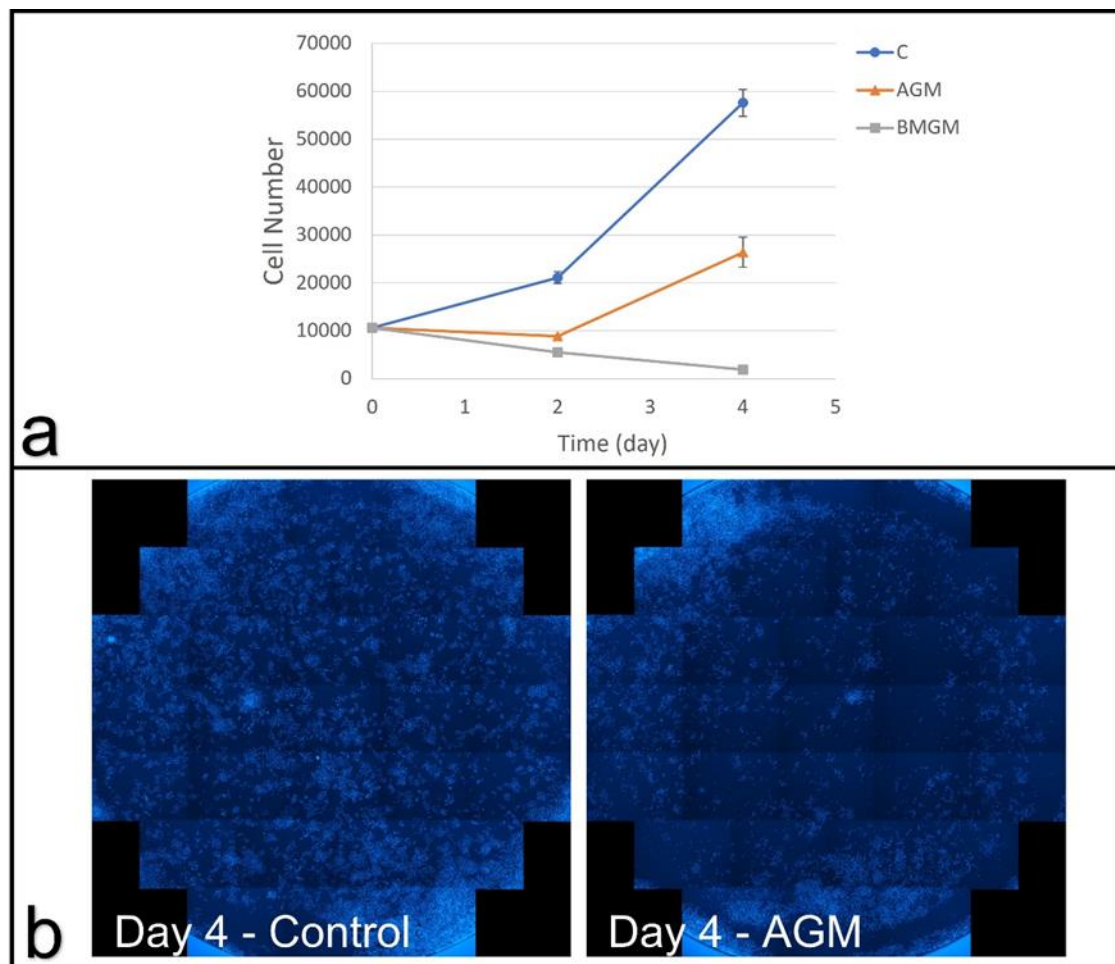 70000
60000
50000
40000
30000
20000
10000
0
Cell Number
0 1 2 3 4 5
Time (day)
C
AGM
BMGM
a
Day 4 - Control
Day 4 - AGM
b